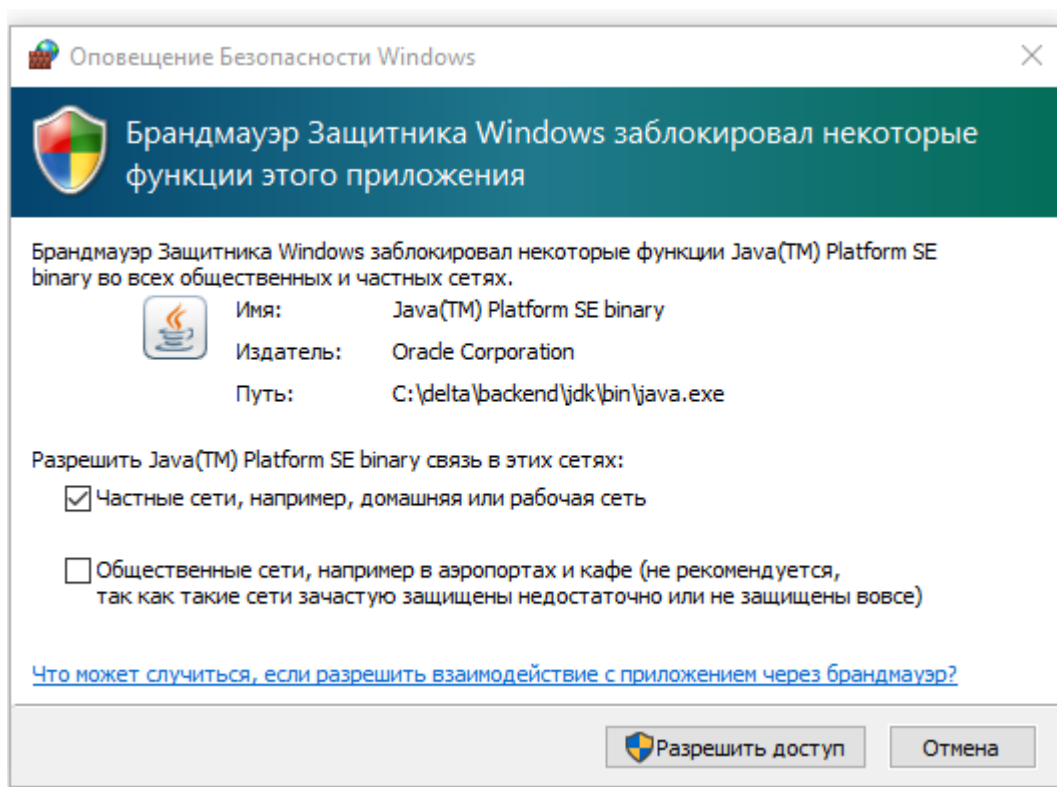 Оповещение Безопасности Windows
Брандмауэр Защитника Windows заблокировал некоторые
функции этого приложения
Брандмауэр Защитника Windows заблокировал некоторые функции Java(TM) Platform SE
binary во всех общественных и частных сетях.
Имя: Java(TM) Platform SE binary
Издатель: Oracle Corporation
Путь: C:\delta\backend\jdk\bin\java.exe
Разрешить Java(TM) Platform SE binary связь в этих сетях:
Частные сети, например, домашняя или рабочая сеть
Общественные сети, например в аэропортах и кафе (не рекомендуется,
так как такие сети зачастую защищены недостаточно или не защищены вовсе)
Что может случиться, если разрешить взаимодействие с приложением через брандмауэр?
Разрешить доступ Отмена